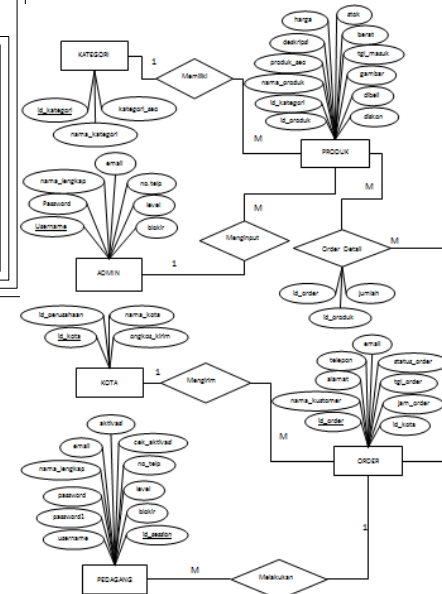 KATEGORI
1
Memiliki
id_kategori
kategori_seo
nama_kategori
harga
stok
deskripsi
berat
produk_seo
tgl_masuk
nama_produk
gambar
id_kategori
dibeli
id_produk
diskon
M
PRODUK
M
M
email
nama_lengkap
no.telp
Password
level
Username
blokir
ADMIN
1
Menginput
Order Detail
M
id_order
jumlah
id_produk
id_perusahaan
nama_kota
id_kota
ongkos_kirim
KOTA
1
Mengirim
M
email
telepon
status_order
alamat
tgl_order
nama_kustomer
jam_order
id_order
id_kota
ORDER
1
aktivasi
email
cek_aktivasi
nama_lengkap
no_telp
password
level
password1
blokir
username
id_session
PEDAGANG
M
Melakukan